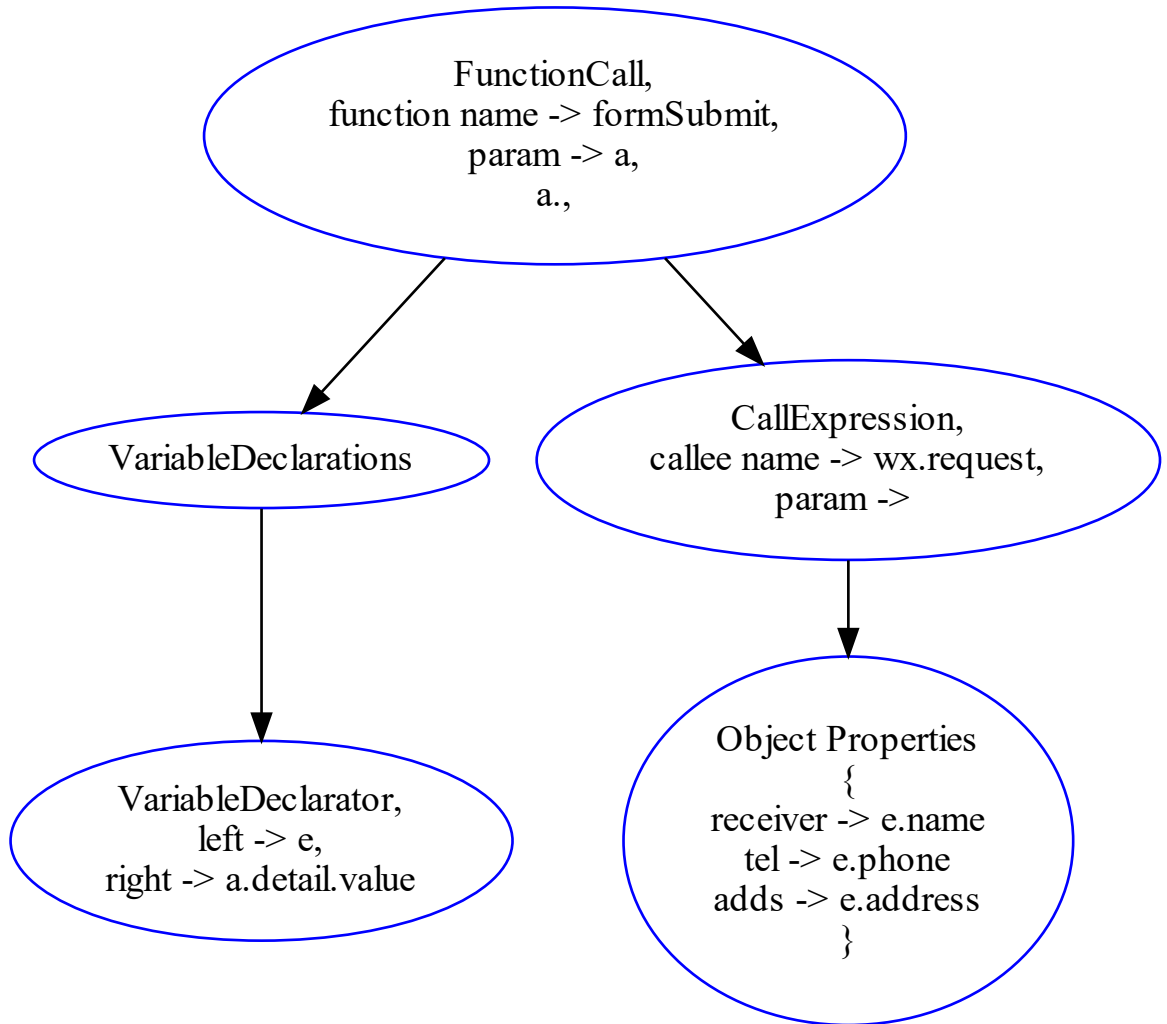 FunctionCall,
function name -> formSubmit,
param -> a,
a.,
VariableDeclarations
CallExpression,
callee name -> wx.request,
param ->
VariableDeclarator,
left -> e,
right -> a.detail.value
Object Properties
{
receiver -> e.name
tel -> e.phone
adds -> e.address
}